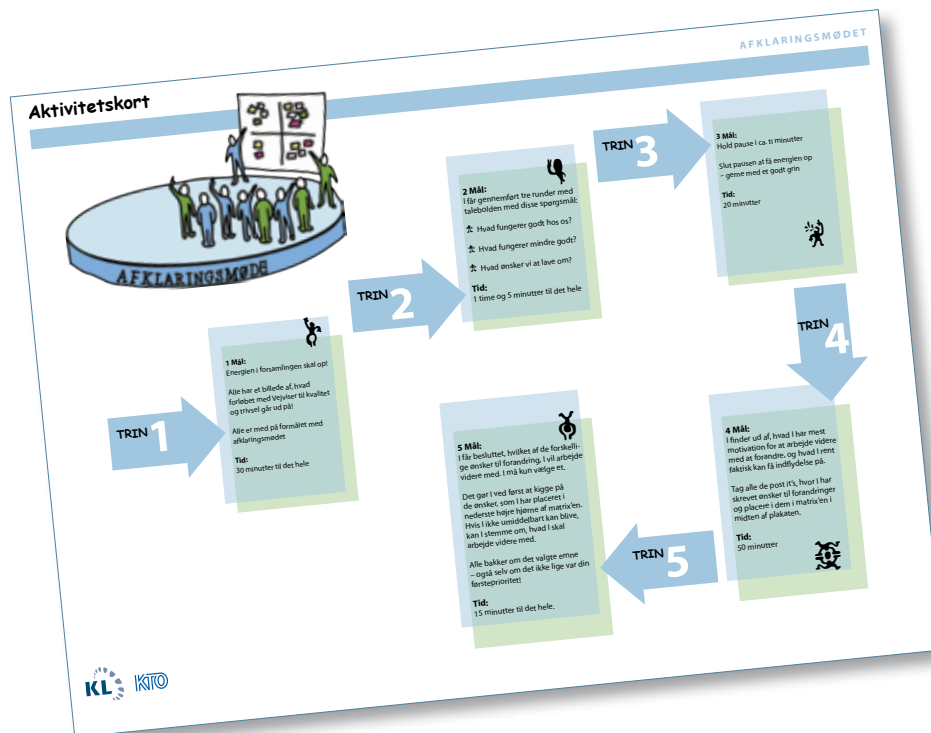 AFKLARINGSMØDET
Aktivitetskort
AFKLARINGSMØDE
TRIN 1
1 Mål:
Energien i forsamlingen skal op!
Alle har et billede af, hvad
forløbet med Vejviser til kvalitet
og trivsel går ud på!
Alle er med på formålet med
afklaringsmødet
Tid:
30 minutter til det hele
TRIN 2
2 Mål:
I får gennemført tre runder med
talebolden med disse spørgsmål:
Hvad fungerer godt hos os?
Hvad fungerer mindre godt?
Hvad ønsker vi at lave om?
Tid:
1 time og 5 minutter til det hele
TRIN 3
3 Mål:
Hold pause i ca. ti minutter
Slut pausen at få energien op
– gerne med et godt grin
Tid:
20 minutter
TRIN 4
4 Mål:
I finder ud af, hvad I har mest
motivation for at arbejde videre
med at forandre, og hvad I rent
faktisk kan få indflydelse på.
Tag alle de post it's, hvor I har
skrevet ønsker til forandringer
og placere i dem i matrix'en i
midten af plakaten.
Tid:
50 minutter
TRIN 5
5 Mål:
I får besluttet, hvilket af de forskelli-
ge ønsker til forandring, I vil arbejde
videre med. I må kun vælge et.
Det gør I ved først at kigge på
de ønsker, som I har placeret i
nederste højre hjørne af matrix'en.
Hvis I ikke umiddelbart kan blive,
kan I stemme om, hvad I skal
arbejde videre med.
Alle bakker om det valgte emne
– også selv om det ikke lige var din
førsteprioritet!
Tid:
15 minutter til det hele.
KL KTO